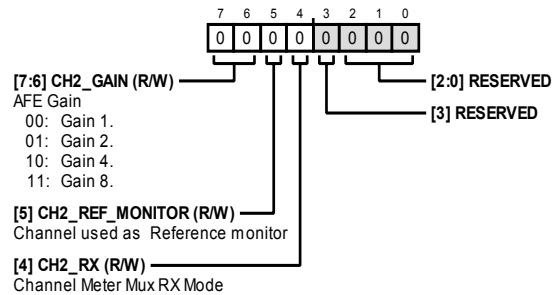 7 6 5 4 3 2 1 0
0 0 0 0 0 0 0 0
[7:6] CH2_GAIN (R/W)
AFE Gain
00: Gain 1.
01: Gain 2.
10: Gain 4.
11: Gain 8.
[5] CH2_REF_MONITOR (R/W)
Channel used as Reference monitor
[4] CH2_RX (R/W)
Channel Meter Mux RX Mode
[2:0] RESERVED
[3] RESERVED